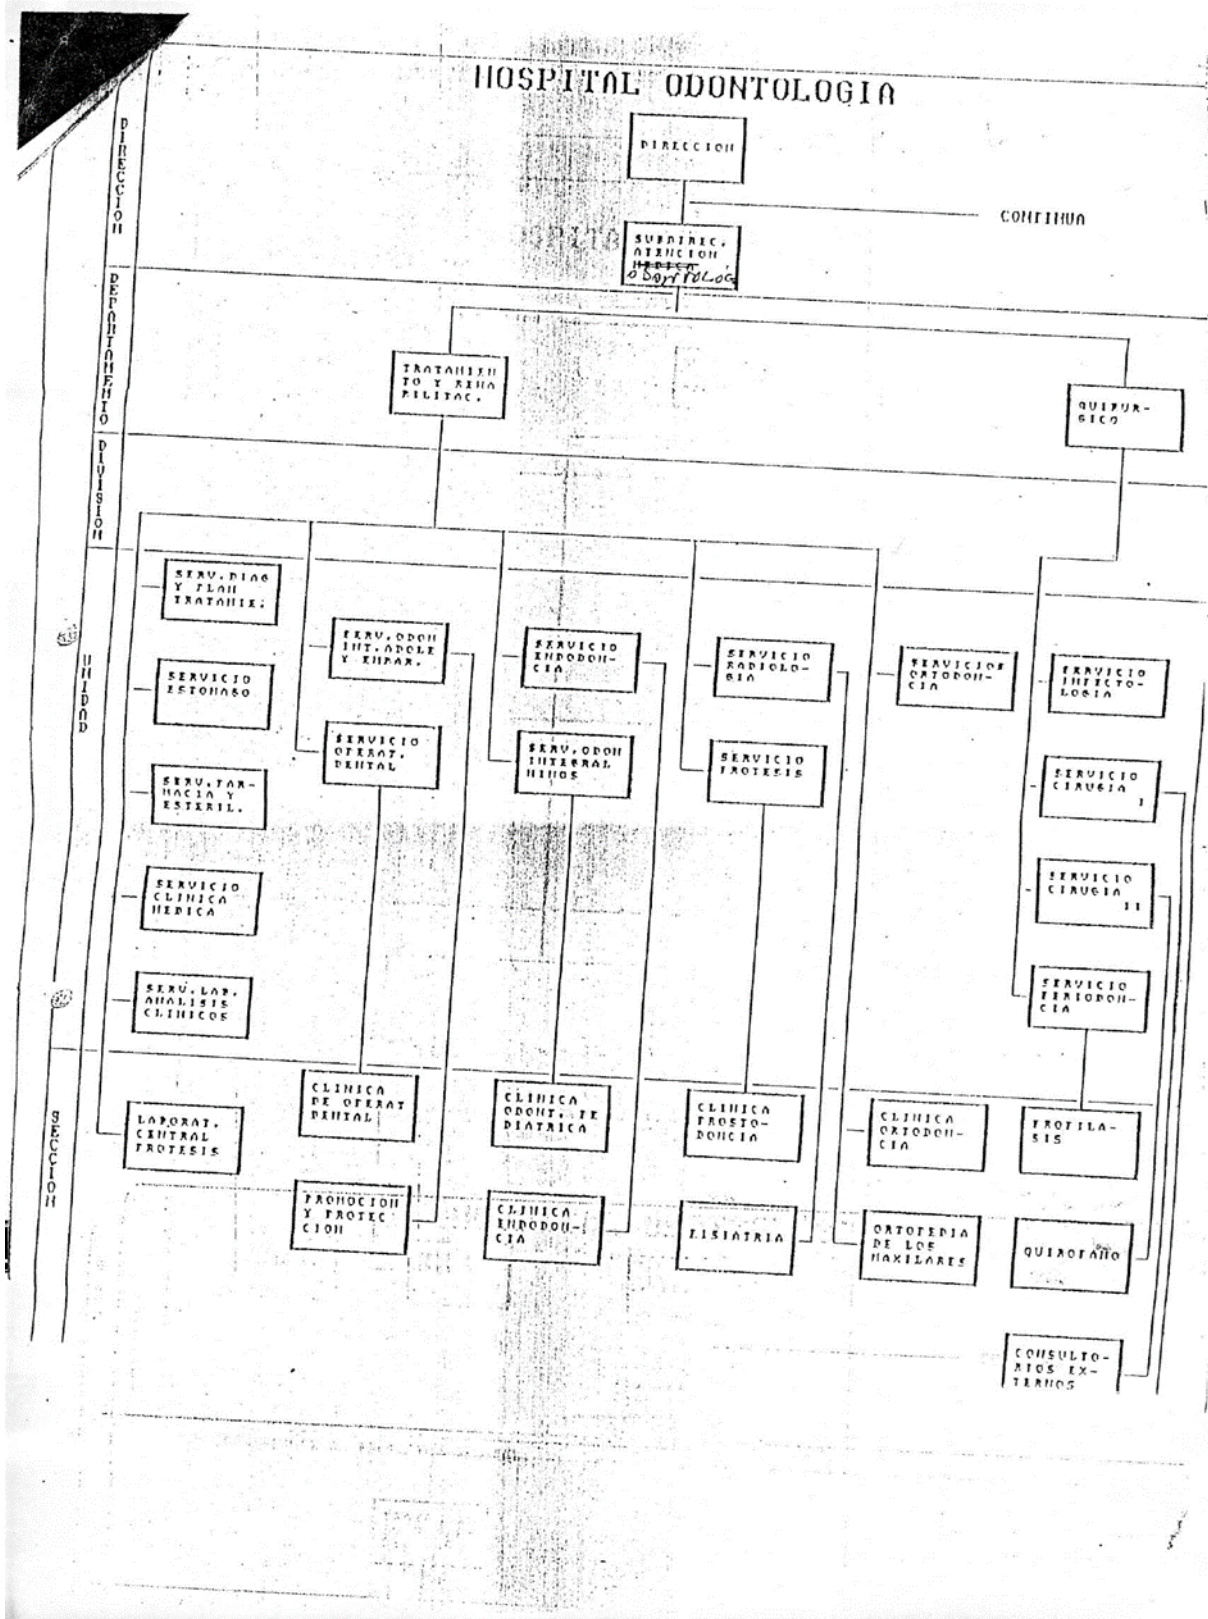 HOSPITAL ODONTOLOGIA
DIRECCION
DIRECCION
CONTINUA
SUBDIREC.
ATENCION
MEDICA
ODONTOLOG
DEPARTAMENTO
TRATAMIEN
TO Y REHA
BILITAC.
QUIRUR-
GICO
DIVISION
UNIDAD
SERV. DIAG
Y PLAN
TRATAMIE.
SERVICIO
ESTOMAGO
SERV. FAR-
MACIA Y
ESTERIL.
SERVICIO
CLINICA
MEDICA
SERV. LAB.
ANALISIS
CLINICOS
SERV. ODON
INT. ADOLE
Y EMBAR.
SERVICIO
OPERAT.
DENTAL
SERVICIO
ENDODON-
CIA
SERV. ODON
INTEGRAL
NIÑOS
SERVICIO
RADIOLO-
GIA
SERVICIO
PROTESIS
SERVICIOS
ORTODON-
CIA
SERVICIO
INFECTO-
LOGIA
SERVICIO
CIRUGIA
I
SERVICIO
CIRUGIA
II
SERVICIO
PERIODON-
CIA
SECCION
LABORAT.
CENTRAL
PROTESIS
CLINICA
DE OPERAT
DENTAL
PROMOCION
Y PROTEC
CION
CLINICA
ODONT. PE
DIATRICA
CLINICA
ENDODON-
CIA
CLINICA
PROSTO-
DONCIA
FISIATRIA
CLINICA
ORTODON-
CIA
ORTOPEDIA
DE LOS
MAXILARES
PROFILA-
SIS
QUIROFANO
CONSULTO-
RIOS EX-
TERNOS